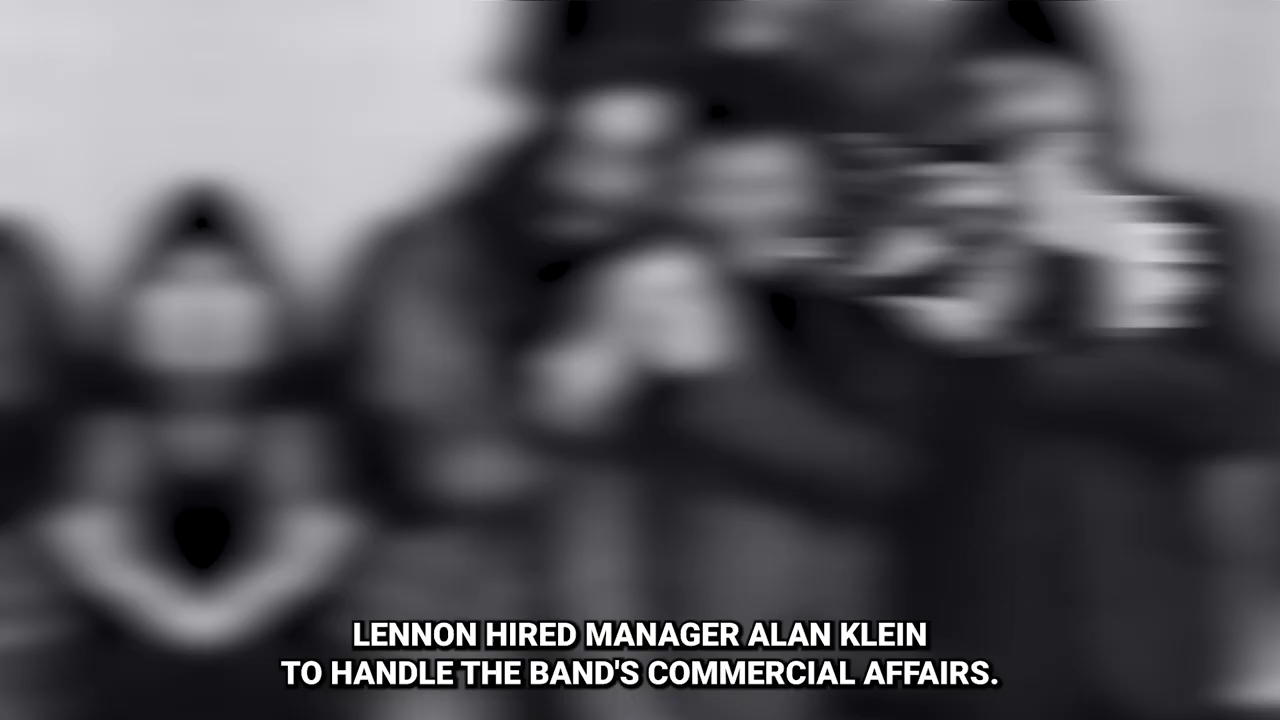 LENNON HIRED MANAGER ALAN KLEIN
TO HANDLE THE BAND'S COMMERCIAL AFFAIRS.